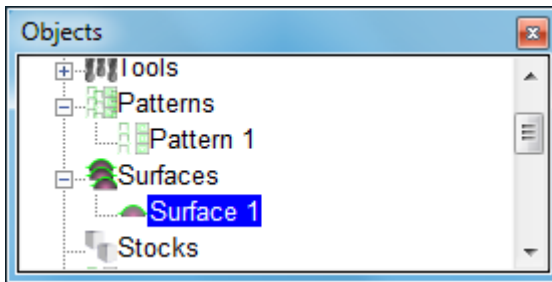 Objects
Tools
Patterns
Pattern 1
Surfaces
Surface 1
Stocks